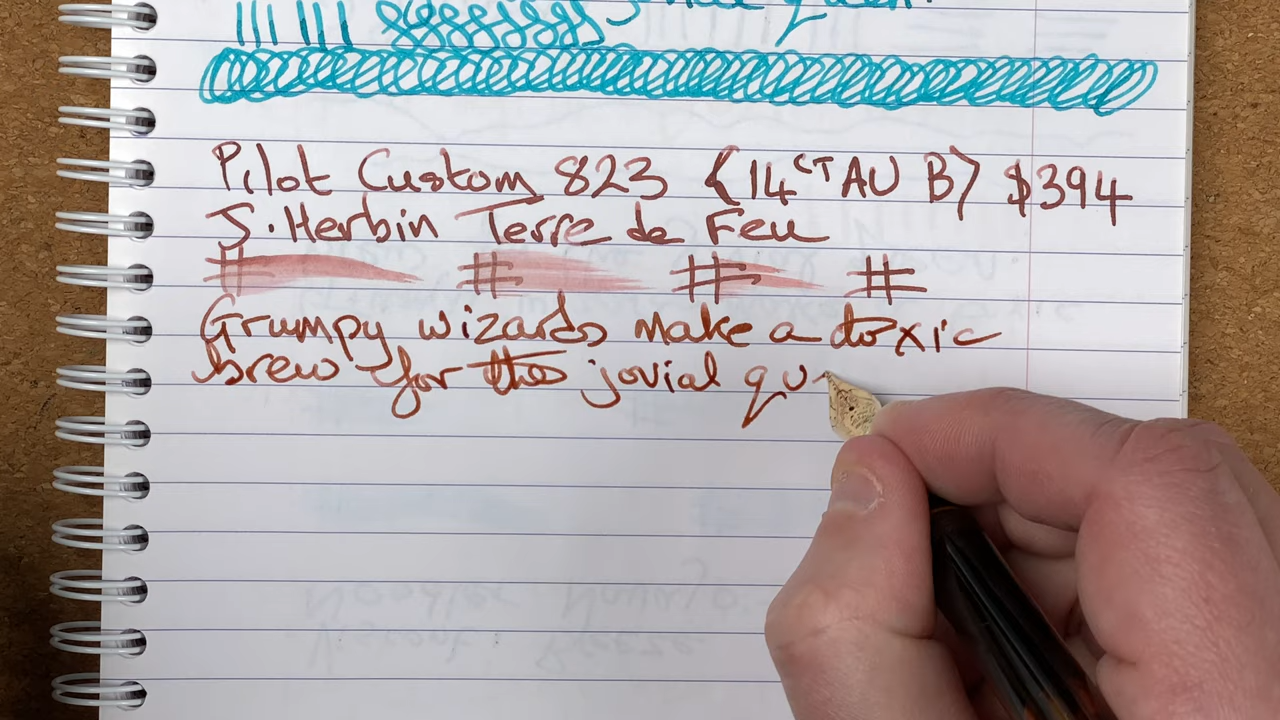 queen.
Pilot Custom 823 {14CT AU B} $394
J. Herbin Terre de Feu
# # # #
Grumpy wizards make a toxic
brew for the jovial qu